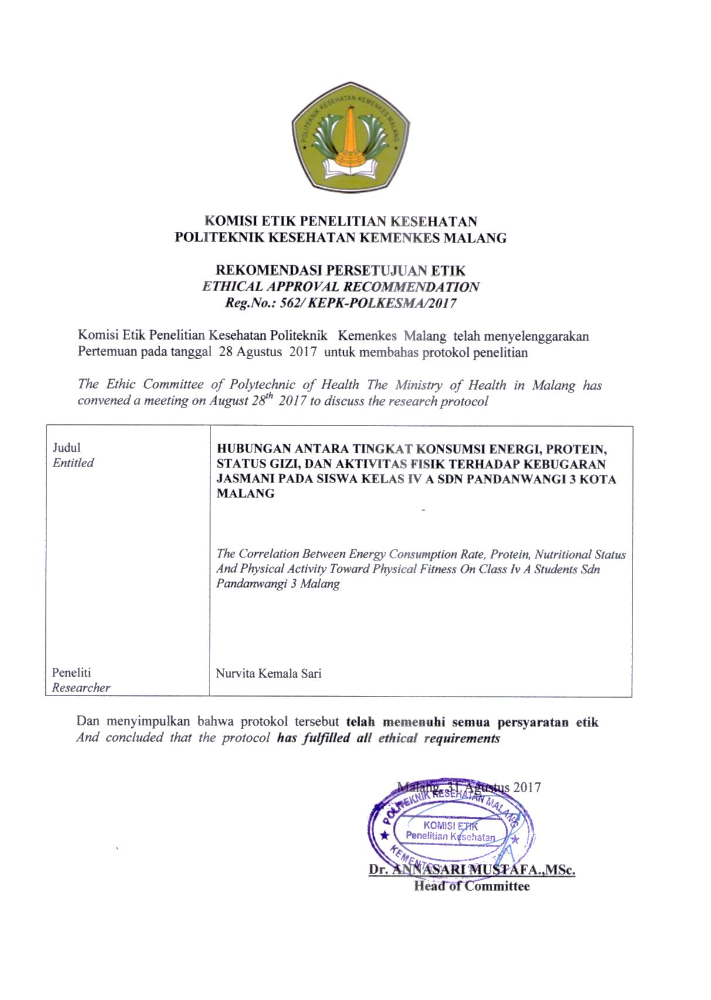 ★ POLITEKNIK KESEHATAN KEMENKES MALANG ★
KOMISI ETIK PENELITIAN KESEHATAN
POLITEKNIK KESEHATAN KEMENKES MALANG
REKOMENDASI PERSETUJUAN ETIK
ETHICAL APPROVAL RECOMMENDATION
Reg.No.: 562/ KEPK-POLKESMA/2017
Komisi Etik Penelitian Kesehatan Politeknik Kemenkes Malang telah menyelenggarakan
Pertemuan pada tanggal 28 Agustus 2017 untuk membahas protokol penelitian
The Ethic Committee of Polytechnic of Health The Ministry of Health in Malang has
convened a meeting on August 28th 2017 to discuss the research protocol
Judul
Entitled
HUBUNGAN ANTARA TINGKAT KONSUMSI ENERGI, PROTEIN,
STATUS GIZI, DAN AKTIVITAS FISIK TERHADAP KEBUGARAN
JASMANI PADA SISWA KELAS IV A SDN PANDANWANGI 3 KOTA
MALANG
The Correlation Between Energy Consumption Rate, Protein, Nutritional Status
And Physical Activity Toward Physical Fitness On Class Iv A Students Sdn
Pandanwangi 3 Malang
Peneliti
Researcher
Nurvita Kemala Sari
Dan menyimpulkan bahwa protokol tersebut telah memenuhi semua persyaratan etik
And concluded that the protocol has fulfilled all ethical requirements
Malang, 31 Agustus 2017
POLITEKNIK KESEHATAN MALANG
KOMISI ETIK
Penelitian Kesehatan
Dr. ANNASARI MUSTAFA.,MSc.
Head of Committee